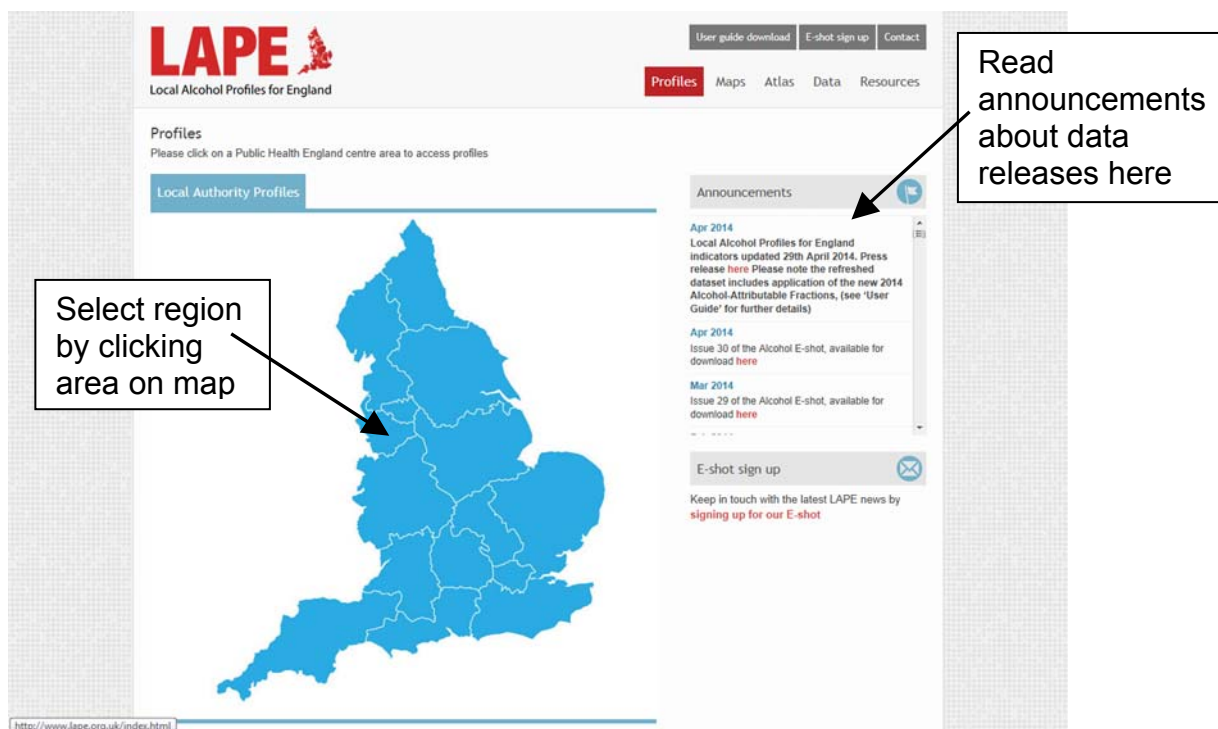 LAPE
Local Alcohol Profiles for England
User guide download
E-shot sign up
Contact
Profiles
Maps
Atlas
Data
Resources
Read
announcements
about data
releases here
Profiles
Please click on a Public Health England centre area to access profiles
Local Authority Profiles
Announcements
Apr 2014
Local Alcohol Profiles for England
indicators updated 29th April 2014. Press
release here Please note the refreshed
dataset includes application of the new 2014
Alcohol-Attributable Fractions, (see 'User
Guide' for further details)
Apr 2014
Issue 30 of the Alcohol E-shot, available for
download here
Mar 2014
Issue 29 of the Alcohol E-shot, available for
download here
Select region
by clicking
area on map
E-shot sign up
Keep in touch with the latest LAPE news by
signing up for our E-shot
http://www.lape.org.uk/index.html